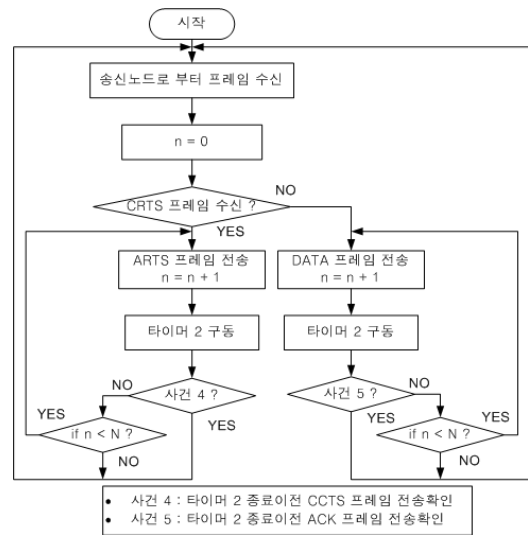 시작
송신노드로 부터 프레임 수신
n = 0
CRTS 프레임 수신 ?
NO
YES
ARTS 프레임 전송
n = n + 1
DATA 프레임 전송
n = n + 1
타이머 2 구동
타이머 2 구동
사건 4 ?
NO
YES
사건 5 ?
NO
YES
YES
if n < N ?
NO
YES
if n < N ?
NO
• 사건 4 : 타이머 2 종료이전 CCTS 프레임 전송확인
• 사건 5 : 타이머 2 종료이전 ACK 프레임 전송확인